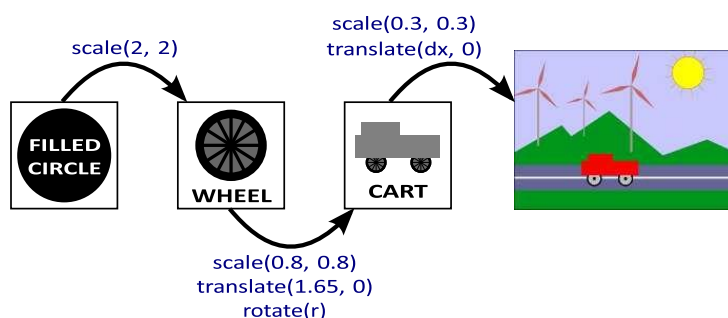 scale(2, 2)
scale(0.3, 0.3)
translate(dx, 0)
FILLED
CIRCLE
WHEEL
CART
scale(0.8, 0.8)
translate(1.65, 0)
rotate(r)